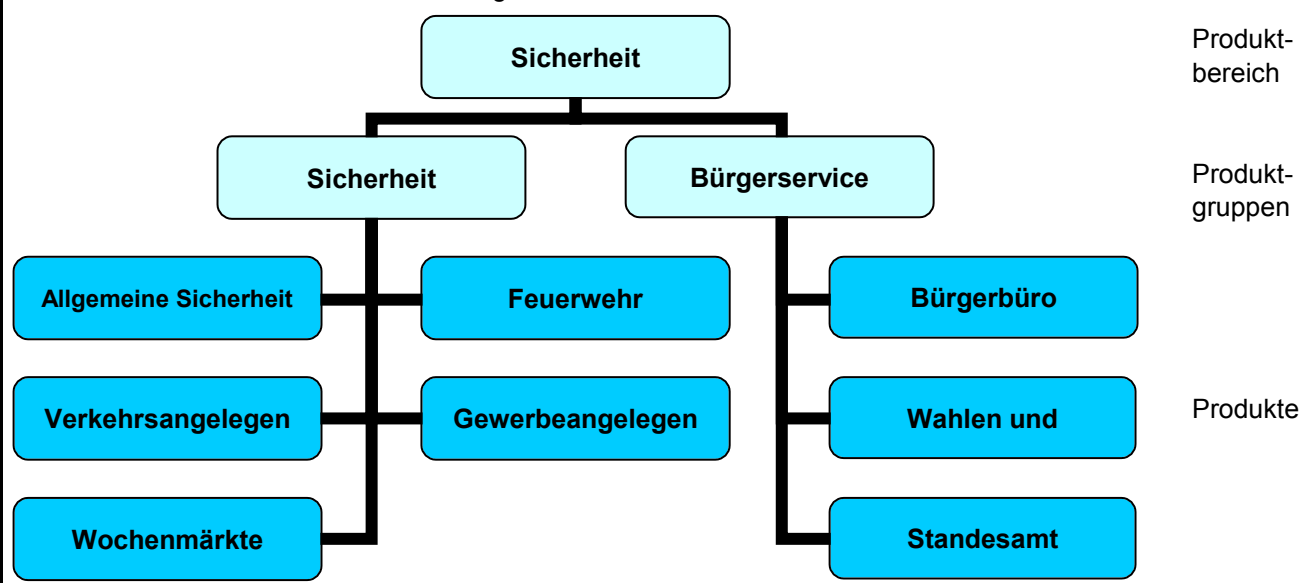 Sicherheit
Produkt-
bereich
Sicherheit
Bürgerservice
Produkt-
gruppen
Allgemeine Sicherheit
Feuerwehr
Bürgerbüro
Verkehrsangelegen
Gewerbeangelegen
Wahlen und
Produkte
Wochenmärkte
Standesamt